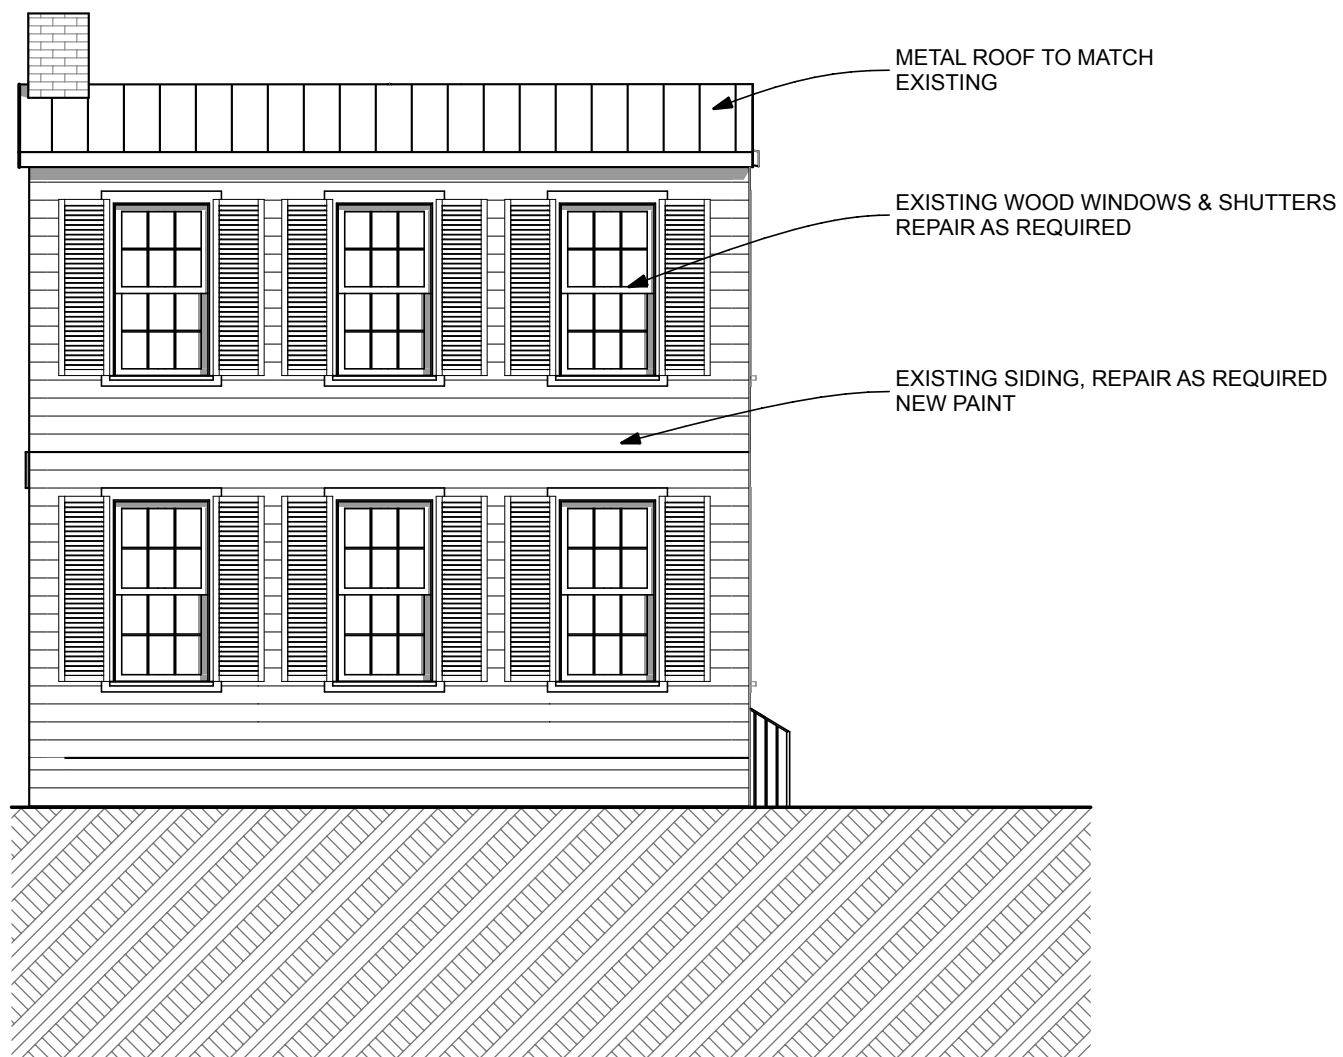 METAL ROOF TO MATCH
EXISTING
EXISTING WOOD WINDOWS & SHUTTERS
REPAIR AS REQUIRED
EXISTING SIDING, REPAIR AS REQUIRED
NEW PAINT